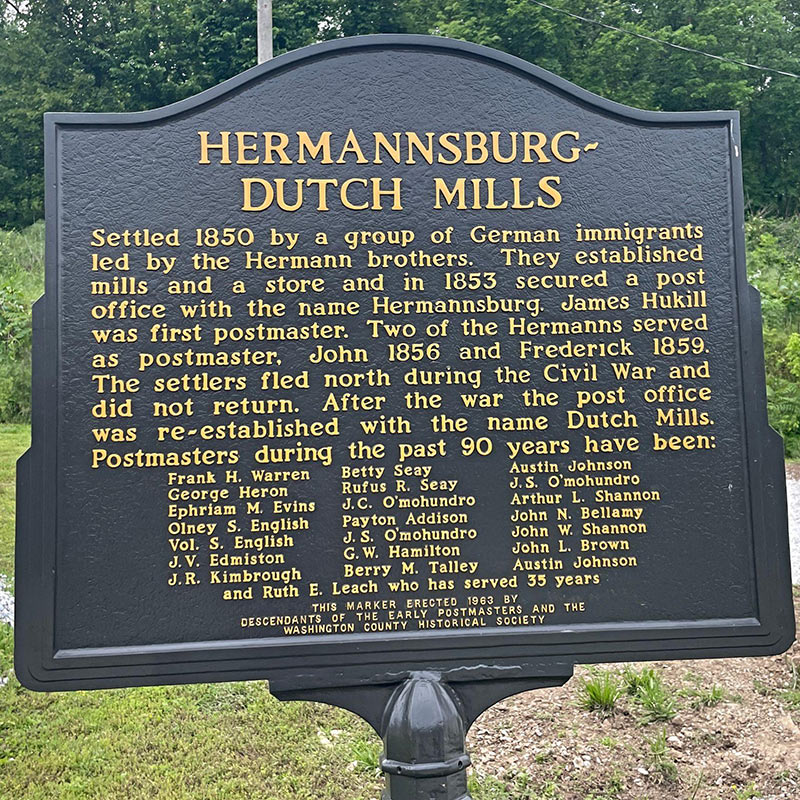 HERMANNSBURG-
DUTCH MILLS
Settled 1850 by a group of German immigrants
led by the Hermann brothers. They established
mills and a store and in 1853 secured a post
office with the name Hermannsburg. James Hukill
was first postmaster. Two of the Hermanns served
as postmaster, John 1856 and Frederick 1859.
The settlers fled north during the Civil War and
did not return. After the war the post office
was re-established with the name Dutch Mills.
Postmasters during the past 90 years have been:
Frank H. Warren
George Heron
Ephriam M. Evins
Olney S. English
Vol. S. English
J.V. Edmiston
J.R. Kimbrough
Betty Seay
Rufus R. Seay
J.C. O'mohundro
Payton Addison
J.S. O'mohundro
G.W. Hamilton
Berry M. Talley
Austin Johnson
J.S. O'mohundro
Arthur L. Shannon
John N. Bellamy
John W. Shannon
John L. Brown
Austin Johnson
and Ruth E. Leach who has served 35 years
THIS MARKER ERECTED 1963 BY
DESCENDANTS OF THE EARLY POSTMASTERS AND THE
WASHINGTON COUNTY HISTORICAL SOCIETY